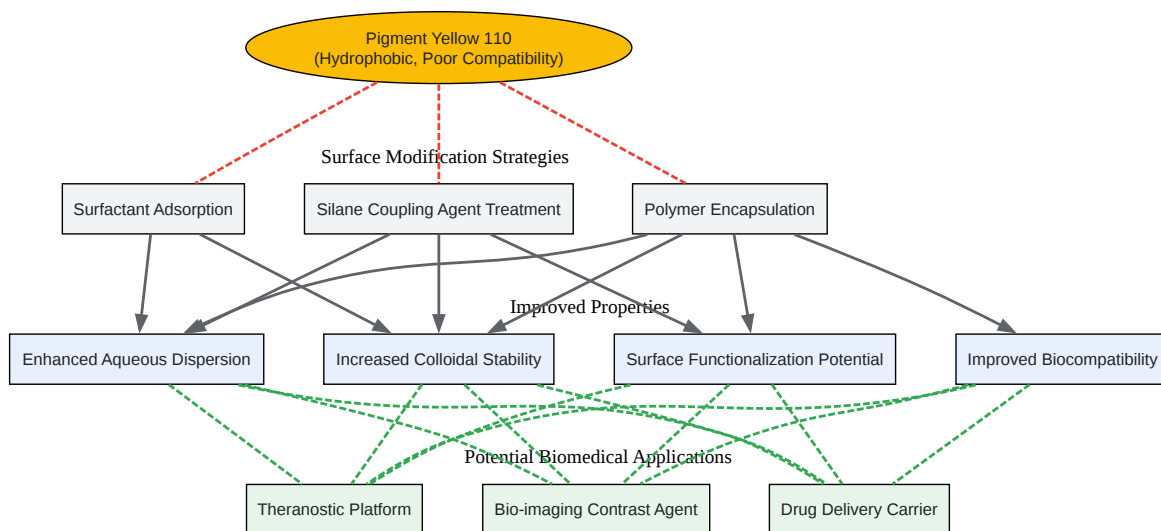 Pigment Yellow 110
(Hydrophobic, Poor Compatibility)
Surface Modification Strategies
Surfactant Adsorption
Silane Coupling Agent Treatment
Polymer Encapsulation
Improved Properties
Enhanced Aqueous Dispersion
Increased Colloidal Stability
Surface Functionalization Potential
Improved Biocompatibility
Potential Biomedical Applications
Theranostic Platform
Bio-imaging Contrast Agent
Drug Delivery Carrier